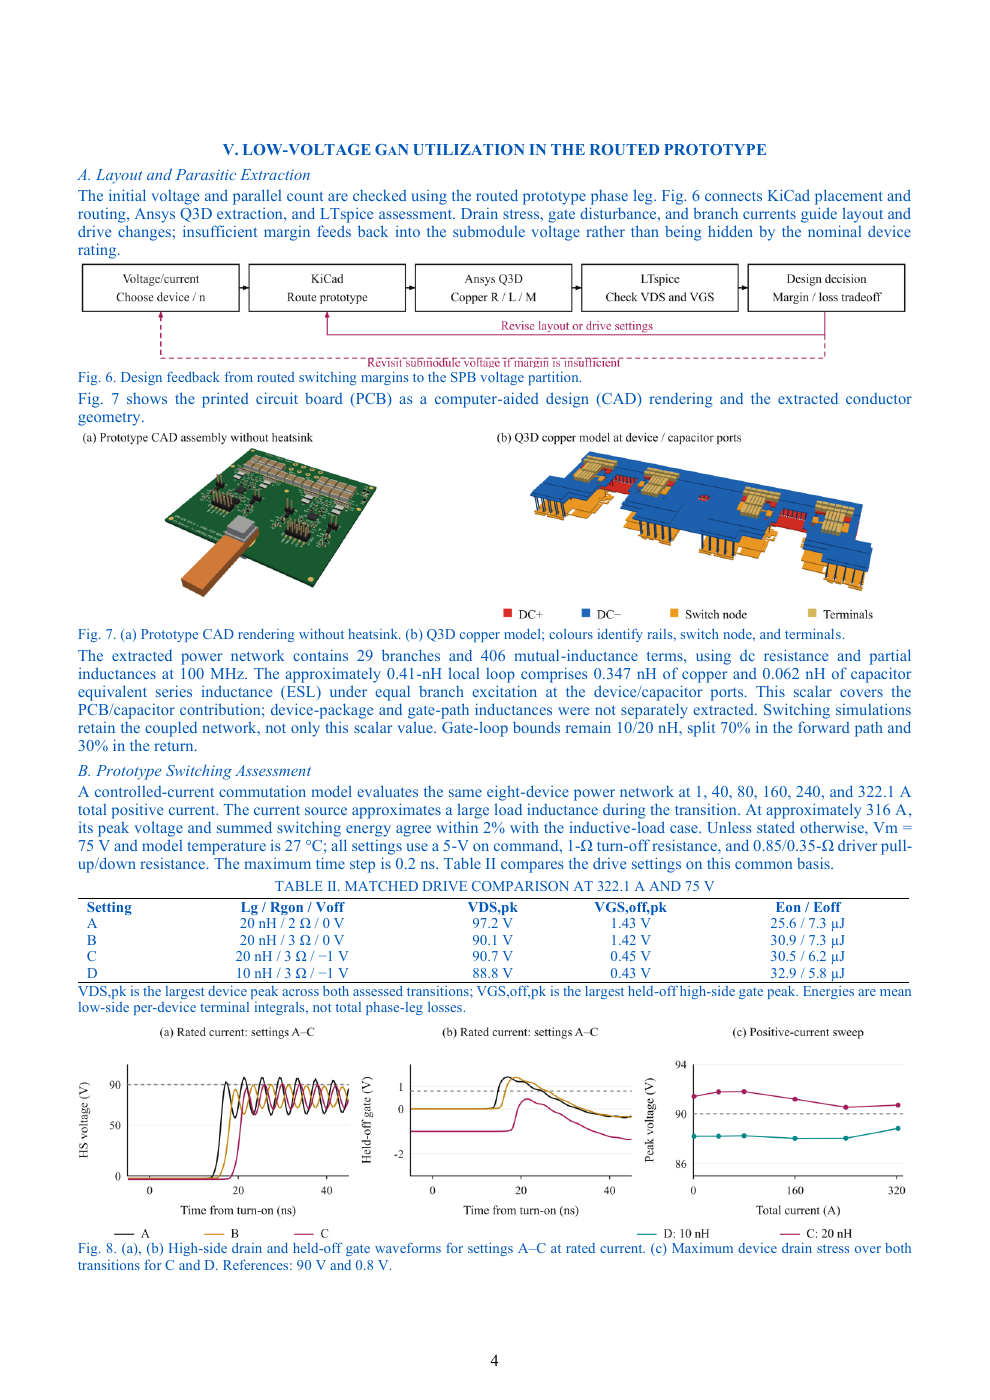 V. LOW-VOLTAGE GAN UTILIZATION IN THE ROUTED PROTOTYPE
A. Layout and Parasitic Extraction
The initial voltage and parallel count are checked using the routed prototype phase leg. Fig. 6 connects KiCad placement and
routing, Ansys Q3D extraction, and LTspice assessment. Drain stress, gate disturbance, and branch currents guide layout and
drive changes; insufficient margin feeds back into the submodule voltage rather than being hidden by the nominal device
rating.
Voltage/current
Choose device / n
KiCad
Route prototype
Ansys Q3D
Copper R / L / M
LTspice
Check VDS and VGS
Design decision
Margin / loss tradeoff
Revise layout or drive settings
Revisit submodule voltage if margin is insufficient
Fig. 6. Design feedback from routed switching margins to the SPB voltage partition.
Fig. 7 shows the printed circuit board (PCB) as a computer-aided design (CAD) rendering and the extracted conductor
geometry.
(a) Prototype CAD assembly without heatsink
(b) Q3D copper model at device / capacitor ports
DC+
DC−
Switch node
Terminals
Fig. 7. (a) Prototype CAD rendering without heatsink. (b) Q3D copper model; colours identify rails, switch node, and terminals.
The extracted power network contains 29 branches and 406 mutual-inductance terms, using dc resistance and partial
inductances at 100 MHz. The approximately 0.41-nH local loop comprises 0.347 nH of copper and 0.062 nH of capacitor
equivalent series inductance (ESL) under equal branch excitation at the device/capacitor ports. This scalar covers the
PCB/capacitor contribution; device-package and gate-path inductances were not separately extracted. Switching simulations
retain the coupled network, not only this scalar value. Gate-loop bounds remain 10/20 nH, split 70% in the forward path and
30% in the return.
B. Prototype Switching Assessment
A controlled-current commutation model evaluates the same eight-device power network at 1, 40, 80, 160, 240, and 322.1 A
total positive current. The current source approximates a large load inductance during the transition. At approximately 316 A,
its peak voltage and summed switching energy agree within 2% with the inductive-load case. Unless stated otherwise, Vm =
75 V and model temperature is 27 °C; all settings use a 5-V on command, 1-Ω turn-off resistance, and 0.85/0.35-Ω driver pull-
up/down resistance. The maximum time step is 0.2 ns. Table II compares the drive settings on this common basis.
TABLE II. MATCHED DRIVE COMPARISON AT 322.1 A AND 75 V
Setting Lg / Rgon / Voff VDS,pk VGS,off,pk Eon / Eoff
A 20 nH / 2 Ω / 0 V 97.2 V 1.43 V 25.6 / 7.3 μJ
B 20 nH / 3 Ω / 0 V 90.1 V 1.42 V 30.9 / 7.3 μJ
C 20 nH / 3 Ω / −1 V 90.7 V 0.45 V 30.5 / 6.2 μJ
D 10 nH / 3 Ω / −1 V 88.8 V 0.43 V 32.9 / 5.8 μJ
VDS,pk is the largest device peak across both assessed transitions; VGS,off,pk is the largest held-off high-side gate peak. Energies are mean
low-side per-device terminal integrals, not total phase-leg losses.
(a) Rated current: settings A–C
HS voltage (V)
90
50
0
0 20 40
Time from turn-on (ns)
A B C
(b) Rated current: settings A–C
Held-off gate (V)
1
0
-2
0 20 40
Time from turn-on (ns)
(c) Positive-current sweep
Peak voltage (V)
94
90
86
0 160 320
Total current (A)
D: 10 nH C: 20 nH
Fig. 8. (a), (b) High-side drain and held-off gate waveforms for settings A–C at rated current. (c) Maximum device drain stress over both
transitions for C and D. References: 90 V and 0.8 V.
4